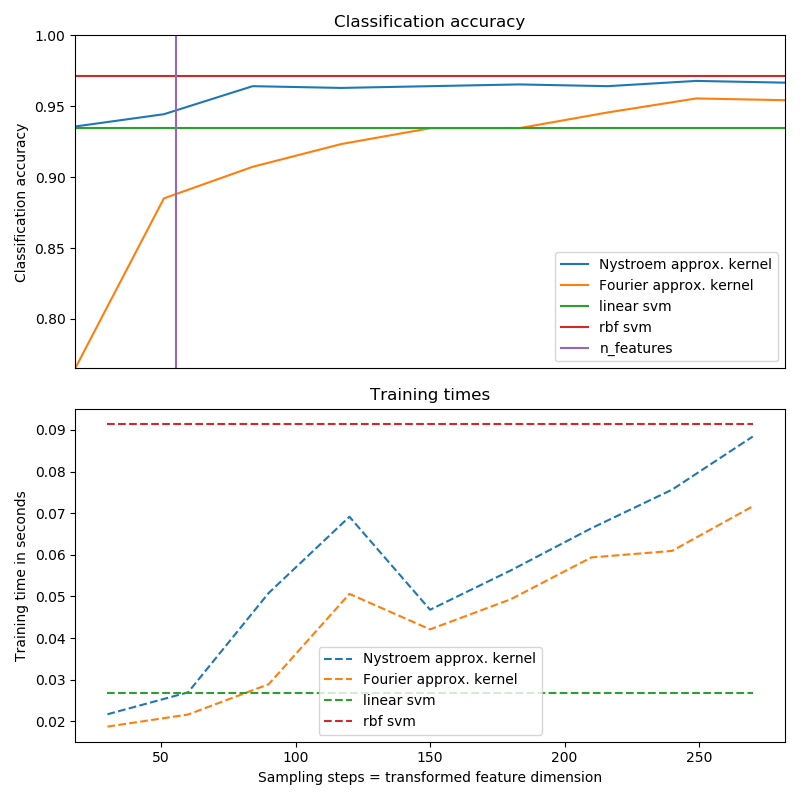 Classification accuracy
1.00
0.95
0.90
0.85
0.80
Classification accuracy
Nystroem approx. kernel
Fourier approx. kernel
linear svm
rbf svm
n_features
Training times
0.09
0.08
0.07
0.06
0.05
0.04
0.03
0.02
Training time in seconds
Nystroem approx. kernel
Fourier approx. kernel
linear svm
rbf svm
50
100
150
200
250
Sampling steps = transformed feature dimension